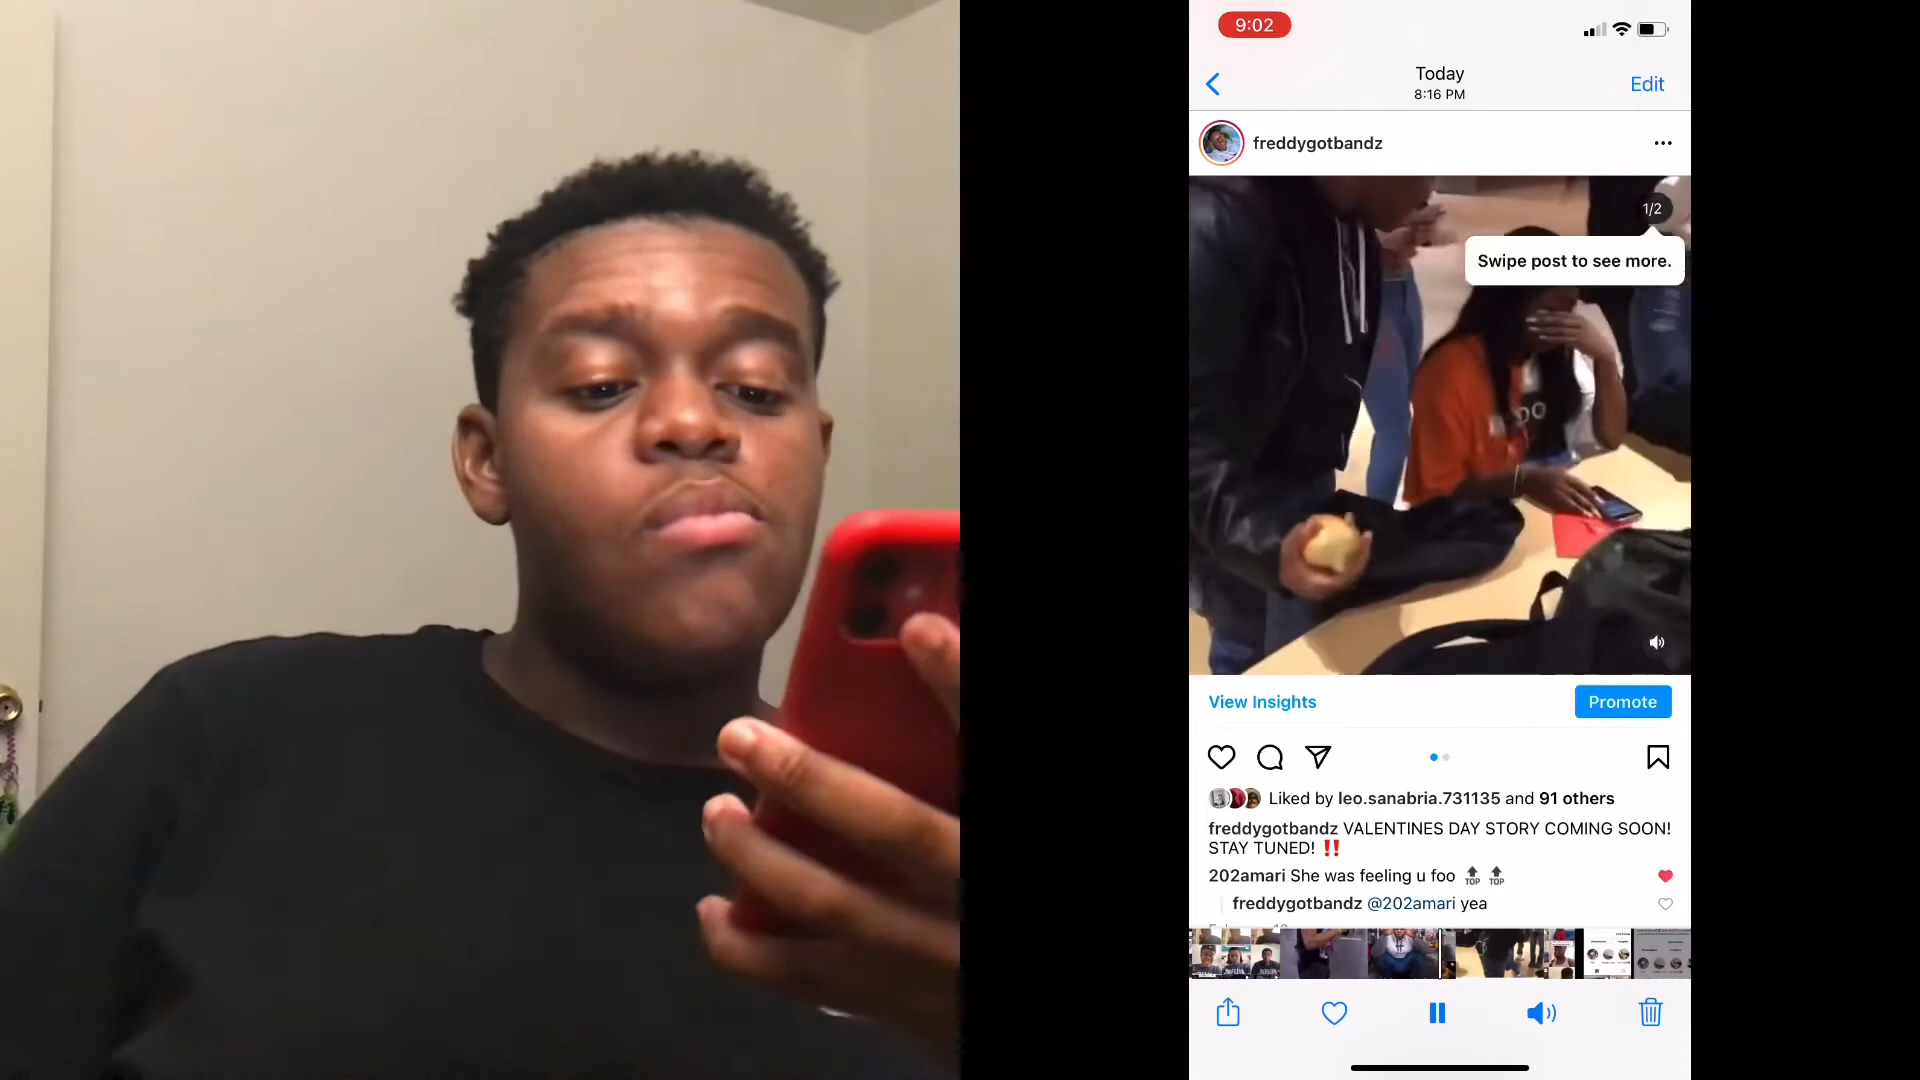 9:02
Today
8:16 PM
Edit
freddygotbandz
1/2
Swipe post to see more.
View Insights
Promote
Liked by leo.sanabria.731135 and 91 others
freddygotbandz VALENTINES DAY STORY COMING SOON!
STAY TUNED! ‼️
202amari She was feeling u foo 🔝 🔝
freddygotbandz @202amari yea